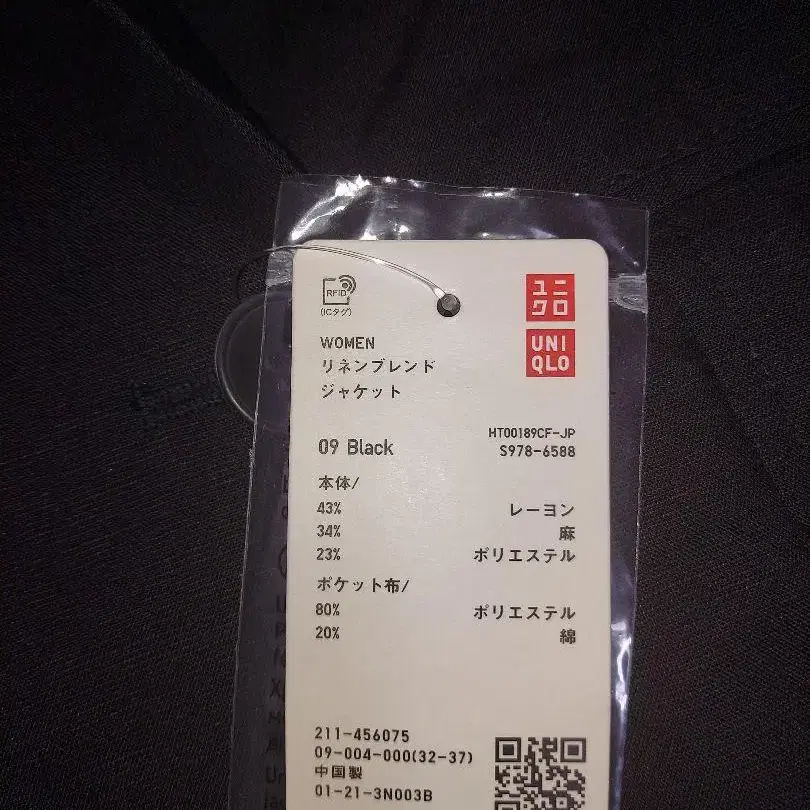 RFID
(ICタグ)
ユニ
クロ
UNI
QLO
WOMEN
リネンブレンド
ジャケット
09 Black
HT00189CF-JP
S978-6588
本体/
43% レーヨン
34% 麻
23% ポリエステル
ポケット布/
80% ポリエステル
20% 綿
211-456075
09-004-000(32-37)
中国製
01-21-3N003B